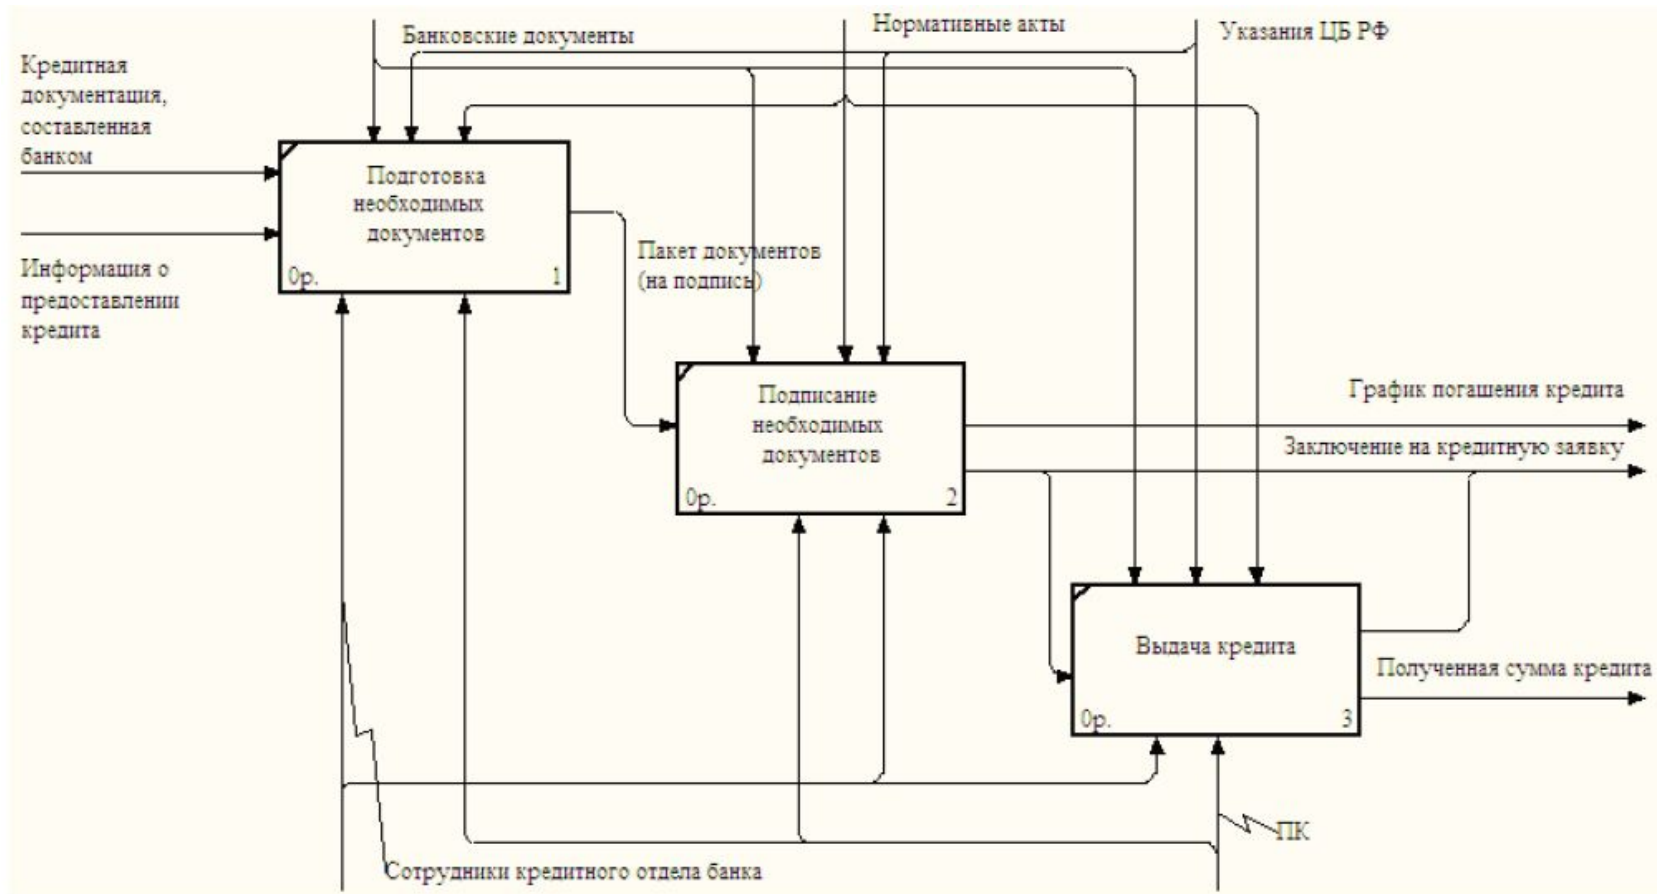 Банковские документы
Нормативные акты
Указания ЦБ РФ
Кредитная
документация,
составленная
банком
Подготовка
необходимых
документов
0р.
1
Информация о
предоставлении
кредита
Пакет документов
(на подпись)
Подписание
необходимых
документов
0р.
2
График погашения кредита
Заключение на кредитную заявку
Выдача кредита
0р.
3
Полученная сумма кредита
ПК
Сотрудники кредитного отдела банка